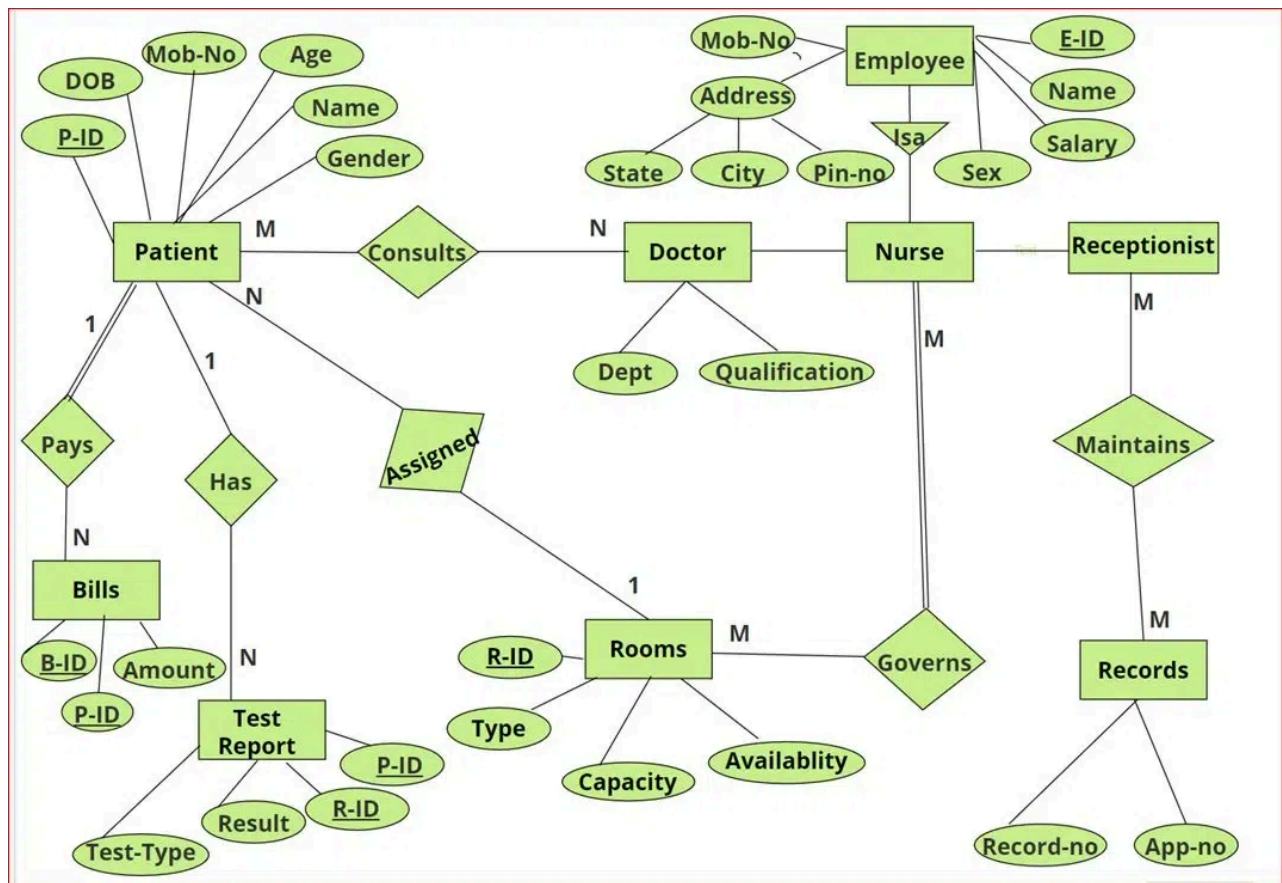 Mob-No
Age
DOB
Name
P-ID
Gender
Mob-No
Employee
E-ID
Address
Name
Isa
Salary
State
City
Pin-no
Sex
Patient
M
Consults
N
Doctor
Nurse
Receptionist
N
M
1
1
M
Dept
Qualification
Pays
Has
Assigned
Maintains
N
Bills
1
B-ID
Amount
P-ID
N
Test
Report
P-ID
R-ID
Result
Test-Type
R-ID
Rooms
M
Governs
Type
Capacity
Availablity
M
Records
Record-no
App-no